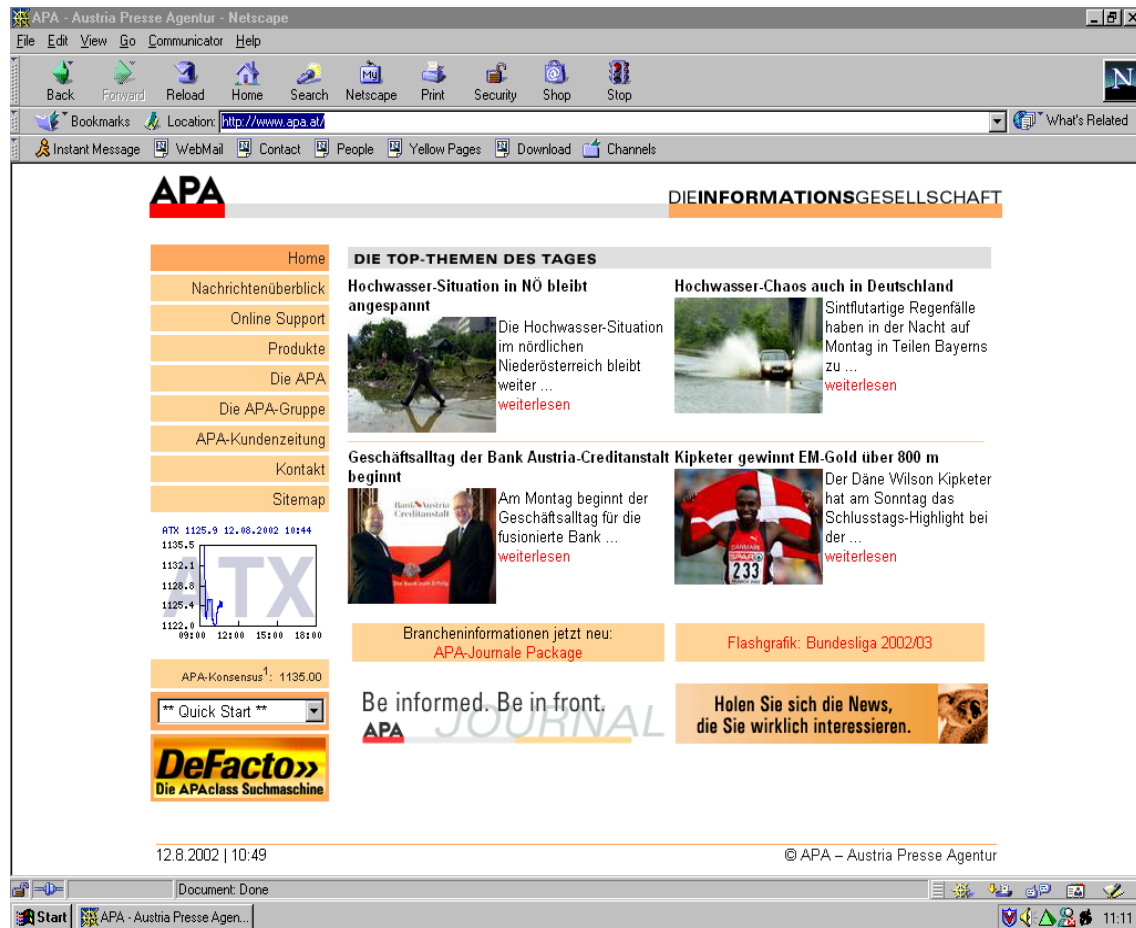 APA - Austria Presse Agentur - Netscape
File Edit View Go Communicator Help
Back Forward Reload Home Search Netscape Print Security Shop Stop
N
Bookmarks Location: http://www.apa.at/ What's Related
Instant Message WebMail Contact People Yellow Pages Download Channels
APA
DIEINFORMATIONSGESELLSCHAFT
Home
Nachrichtenüberblick
Online Support
Produkte
Die APA
Die APA-Gruppe
APA-Kundenzeitung
Kontakt
Sitemap
ATX 1125.9 12.08.2002 10:44
ATX
1135.5
1132.1
1128.8
1125.4
1122.0
09:00 12:00 15:00 18:00
APA-Konsensus1: 1135.00
** Quick Start **
DeFacto»
Die APAclass Suchmaschine
DIE TOP-THEMEN DES TAGES
Hochwasser-Situation in NÖ bleibt
angespannt
Die Hochwasser-Situation
im nördlichen
Niederösterreich bleibt
weiter ...
weiterlesen
Hochwasser-Chaos auch in Deutschland
Sintflutartige Regenfälle
haben in der Nacht auf
Montag in Teilen Bayerns
zu ...
weiterlesen
Geschäftsalltag der Bank Austria-Creditanstalt
beginnt
Bank Austria
Creditanstalt
Die Bank zum Erfolg
Am Montag beginnt der
Geschäftsalltag für die
fusionierte Bank ...
weiterlesen
Kipketer gewinnt EM-Gold über 800 m
DANMARK
SPAR
233
Der Däne Wilson Kipketer
hat am Sonntag das
Schlusstags-Highlight bei
der ...
weiterlesen
Brancheninformationen jetzt neu:
APA-Journale Package
Flashgrafik: Bundesliga 2002/03
Be informed. Be in front.
APA JOURNAL
Holen Sie sich die News,
die Sie wirklich interessieren.
12.8.2002 | 10:49
© APA – Austria Presse Agentur
Document: Done
Start APA - Austria Presse Agen... 11:11